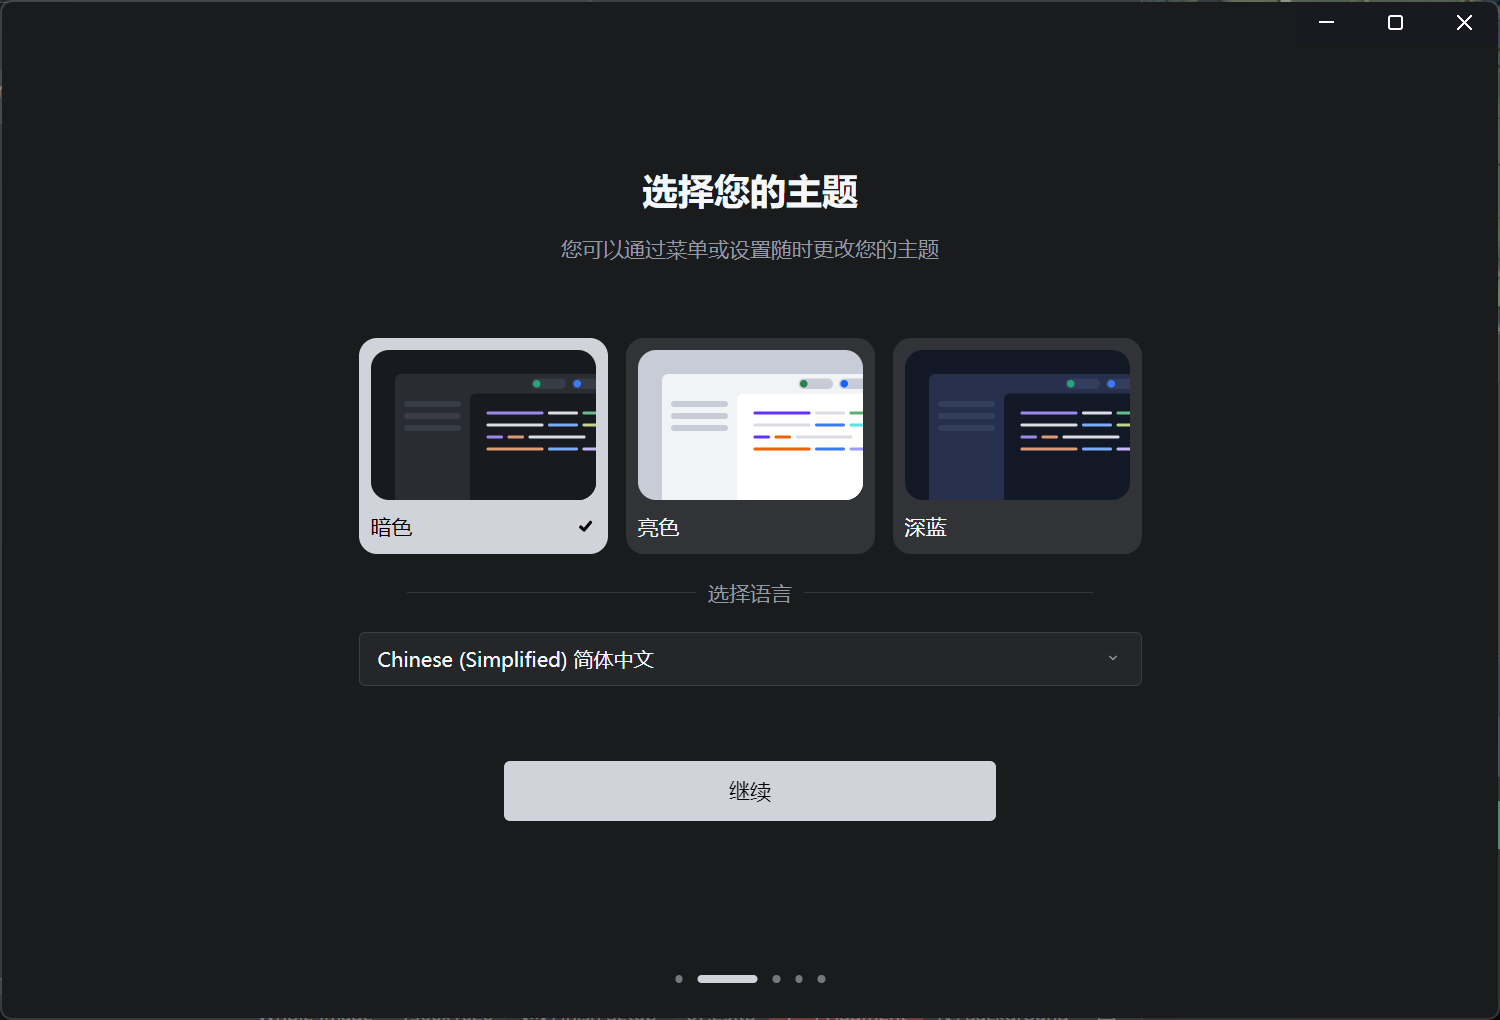 选择您的主题
您可以通过菜单或设置随时更改您的主题
暗色
亮色
深蓝
选择语言
Chinese (Simplified) 简体中文
继续